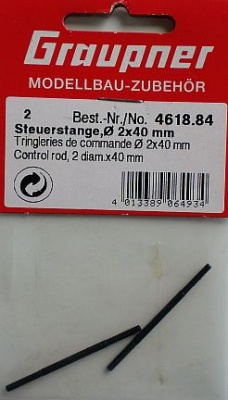 Graupner
MODELLBAU-ZUBEHÖR
2 Best.-Nr./No. 4618.84
Steuerstange,Ø 2x40 mm
Tringleries de commande Ø 2x40 mm
Control rod, 2 diam.x40 mm
4 013389 064934